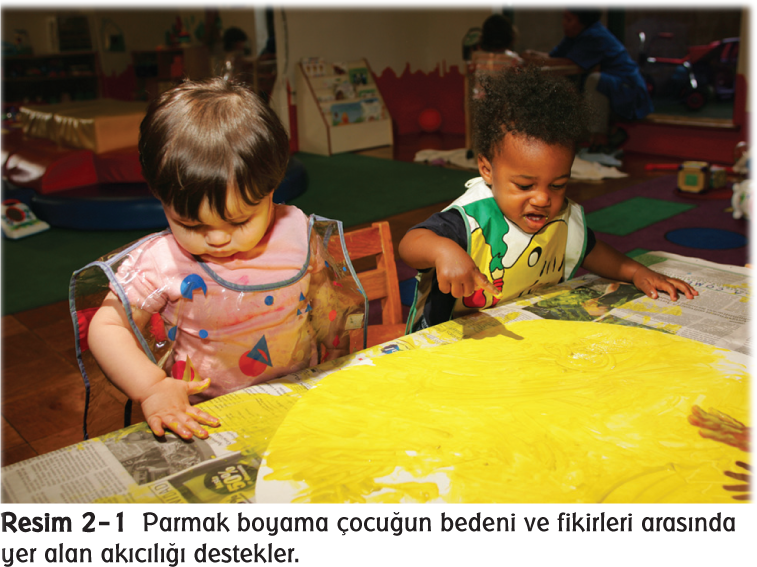 Resim 2-1 Parmak boyama çocuğun bedeni ve fikirleri arasında
yer alan akıcılığı destekler.